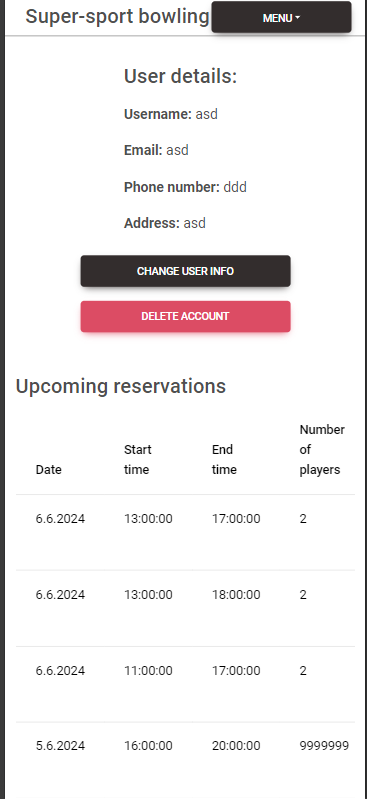 Super-sport bowling MENU
User details:
Username: asd
Email: asd
Phone number: ddd
Address: asd
CHANGE USER INFO
DELETE ACCOUNT
Upcoming reservations
Date Start time End time Number of players
6.6.2024 13:00:00 17:00:00 2
6.6.2024 13:00:00 18:00:00 2
6.6.2024 11:00:00 17:00:00 2
5.6.2024 16:00:00 20:00:00 9999999